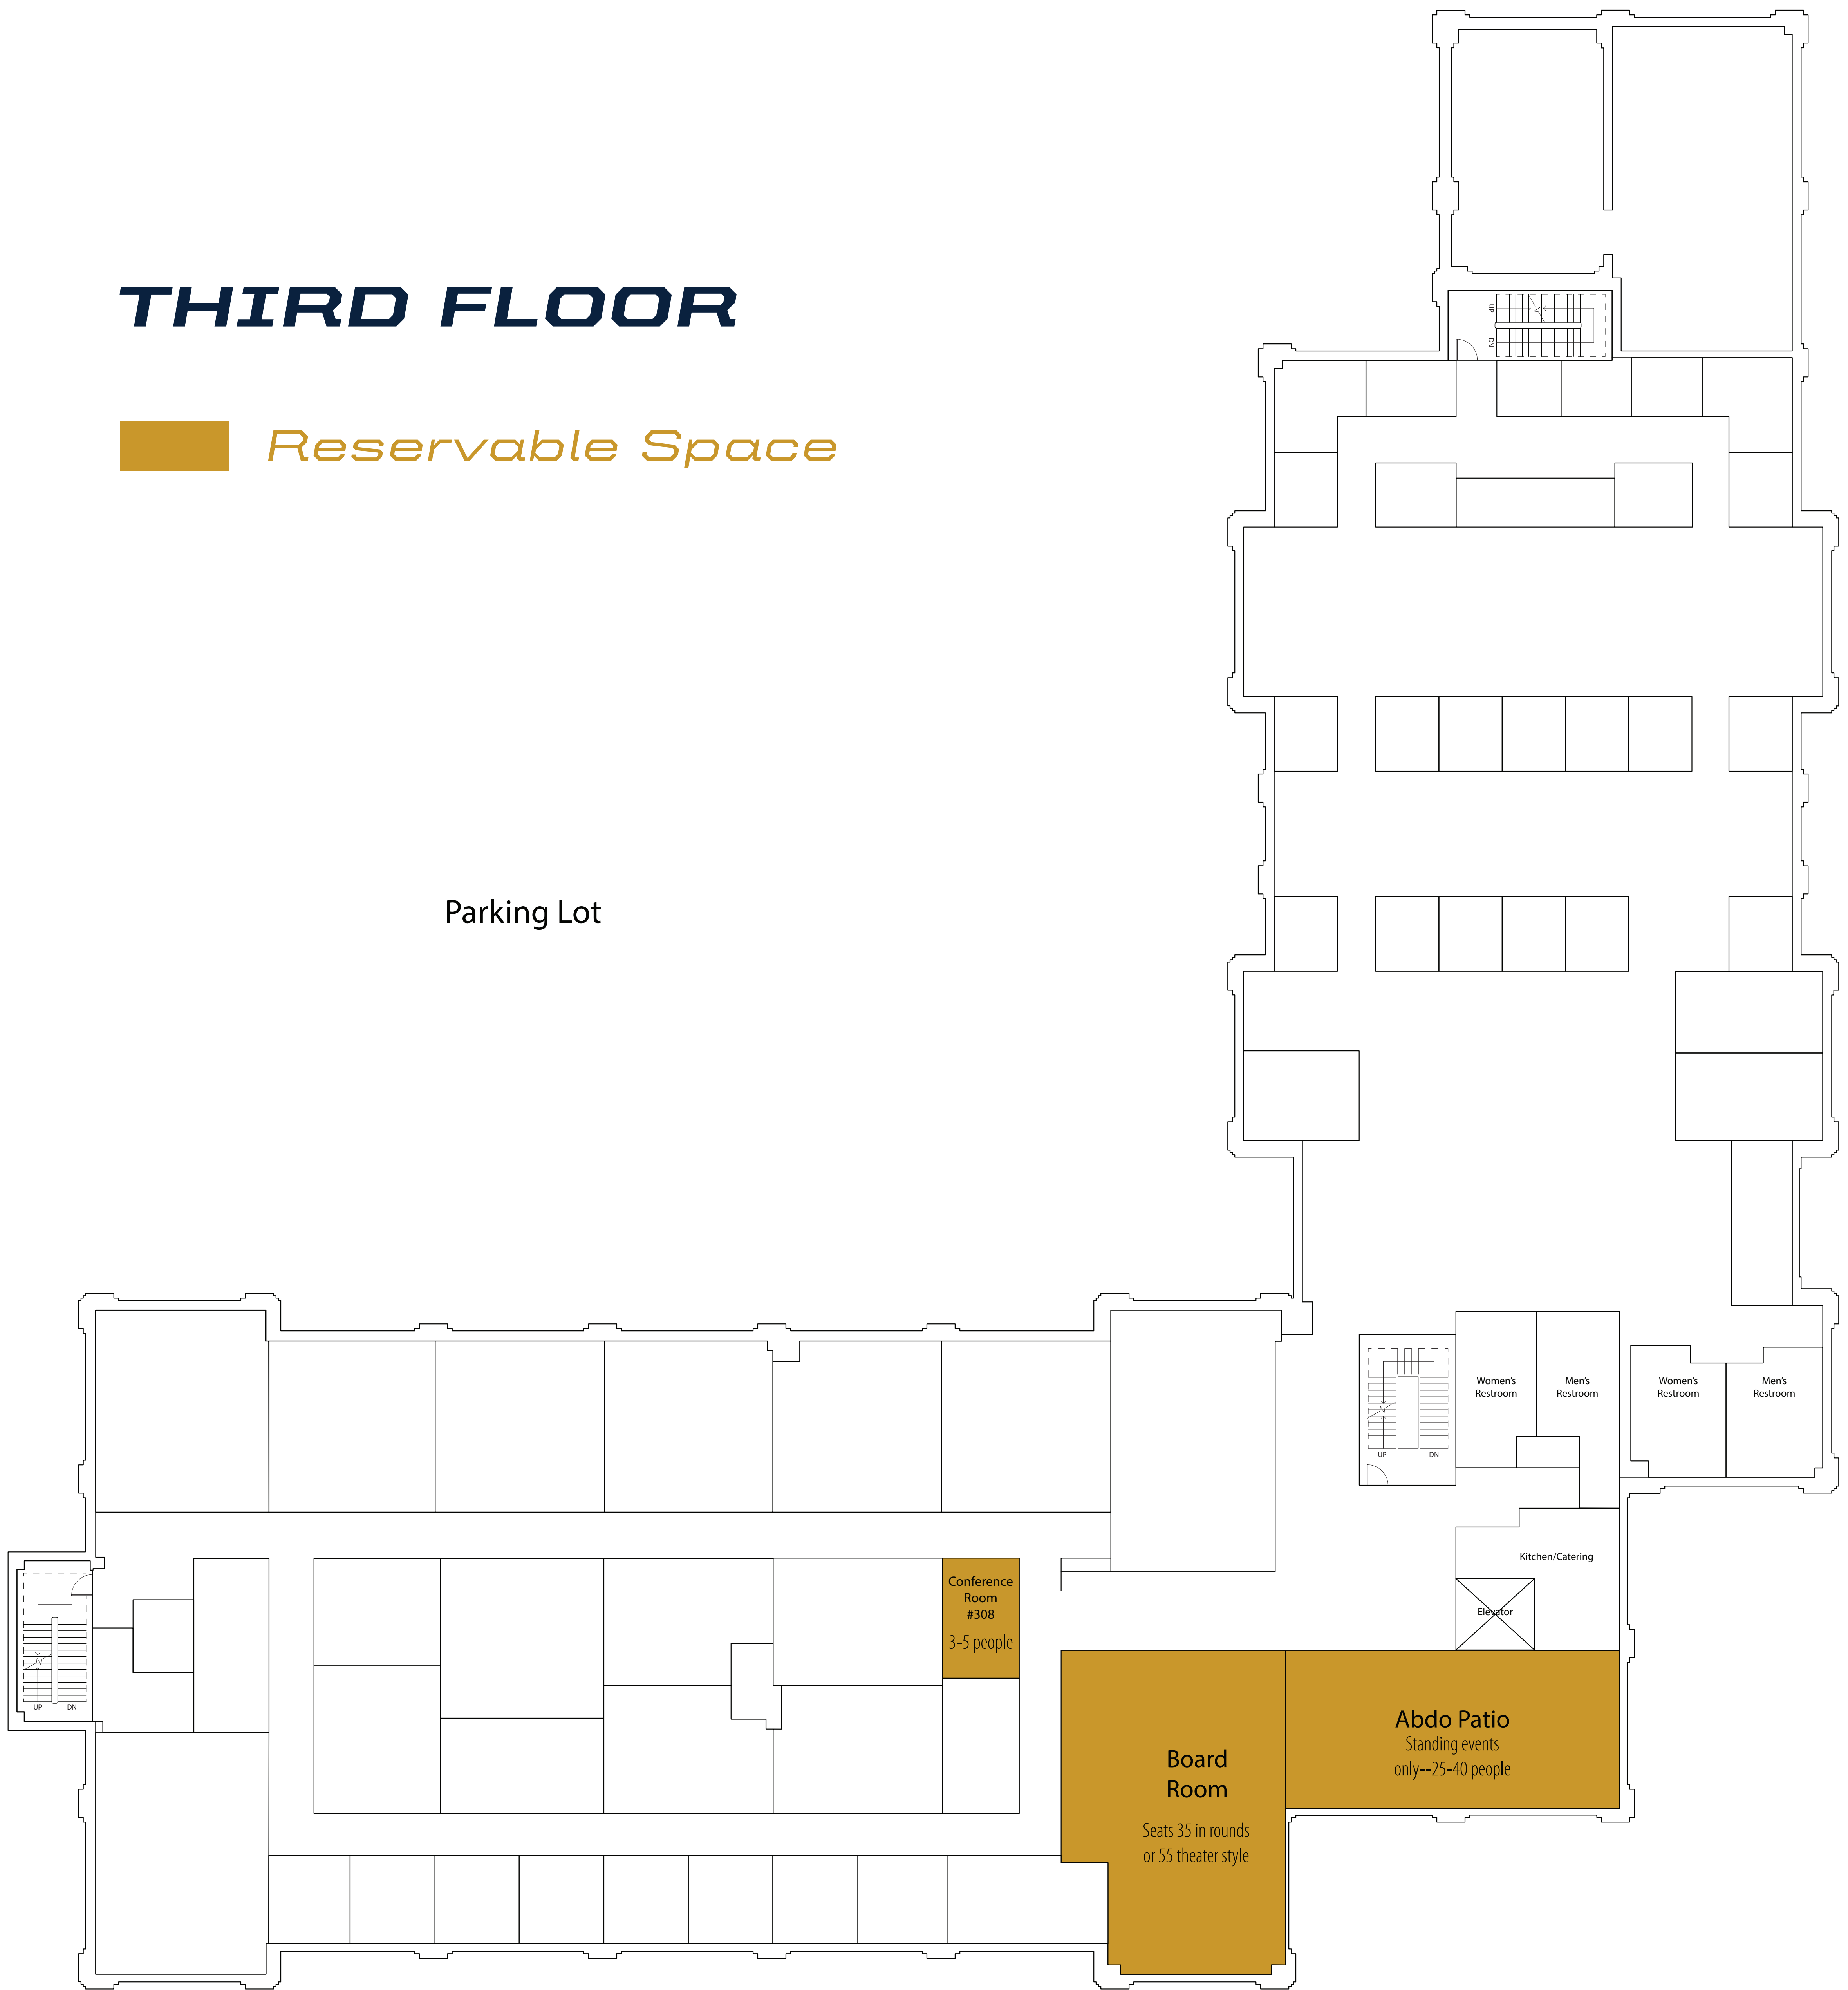 THIRD FLOOR
Reservable Space
UP
DN
Parking Lot
Women's
Restroom
Men's
Restroom
Women's
Restroom
Men's
Restroom
UP
DN
Kitchen/Catering
Elevator
Conference
Room
#308
3-5 people
UP
DN
Abdo Patio
Standing events
only--25-40 people
Board
Room
Seats 35 in rounds
or 55 theater style